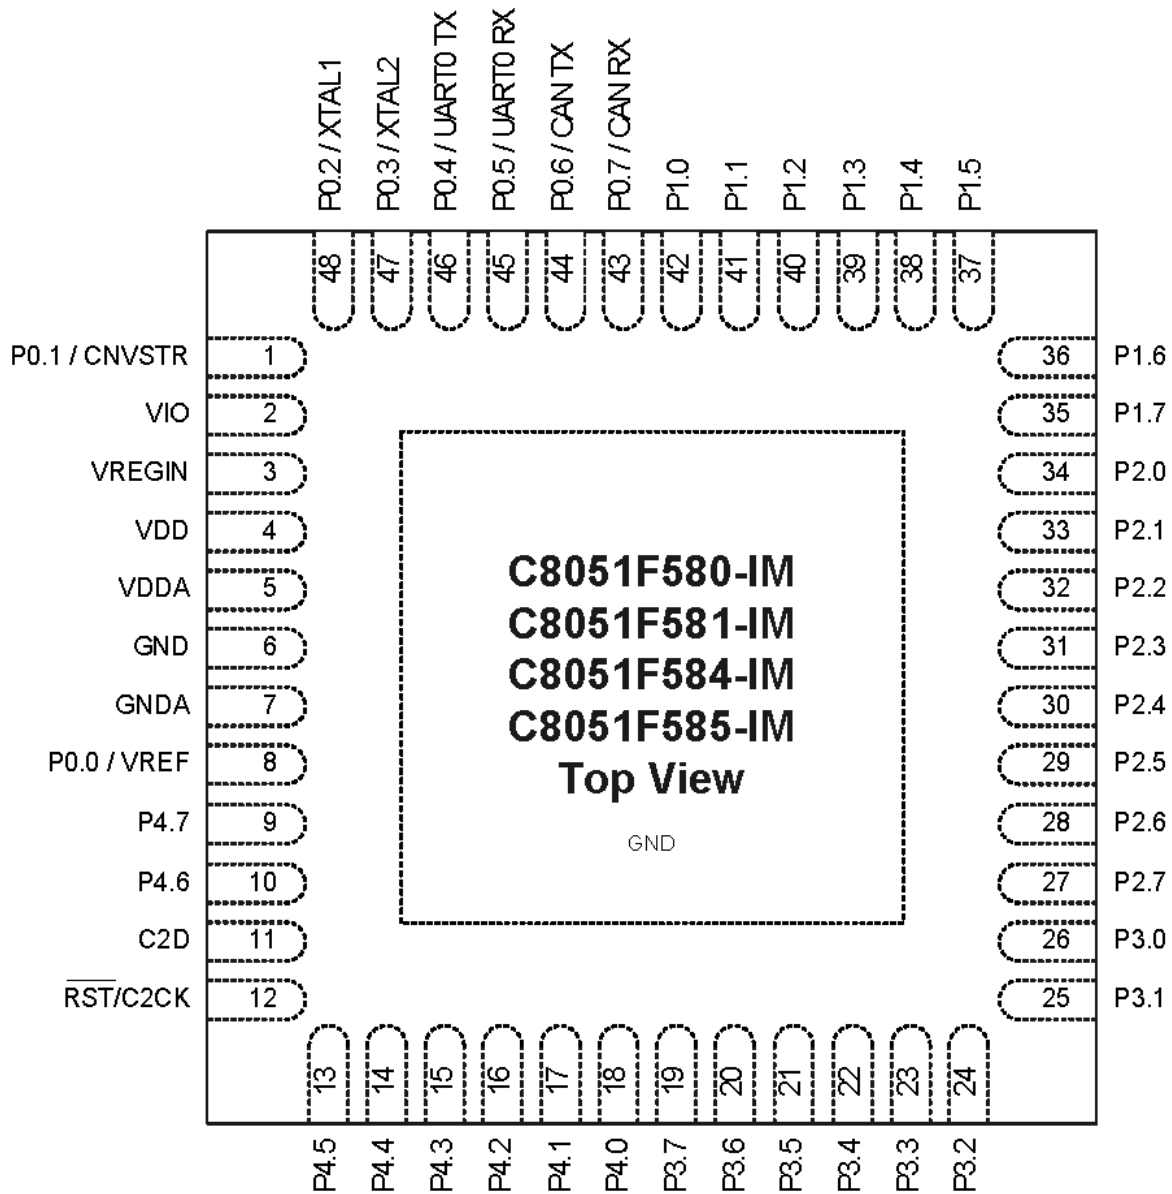 P0.2 / XTAL1
P0.3 / XTAL2
P0.4 / UART0 TX
P0.5 / UART0 RX
P0.6 / CAN TX
P0.7 / CAN RX
P1.0
P1.1
P1.2
P1.3
P1.4
P1.5
48
47
46
45
44
43
42
41
40
39
38
37
P0.1 / CNVSTR
1
VIO
2
VREGIN
3
VDD
4
VDDA
5
GND
6
GNDA
7
P0.0 / VREF
8
P4.7
9
P4.6
10
C2D
11
RST/C2CK
12
C8051F580-IM
C8051F581-IM
C8051F584-IM
C8051F585-IM
Top View
GND
36
P1.6
35
P1.7
34
P2.0
33
P2.1
32
P2.2
31
P2.3
30
P2.4
29
P2.5
28
P2.6
27
P2.7
26
P3.0
25
P3.1
13
14
15
16
17
18
19
20
21
22
23
24
P4.5
P4.4
P4.3
P4.2
P4.1
P4.0
P3.7
P3.6
P3.5
P3.4
P3.3
P3.2